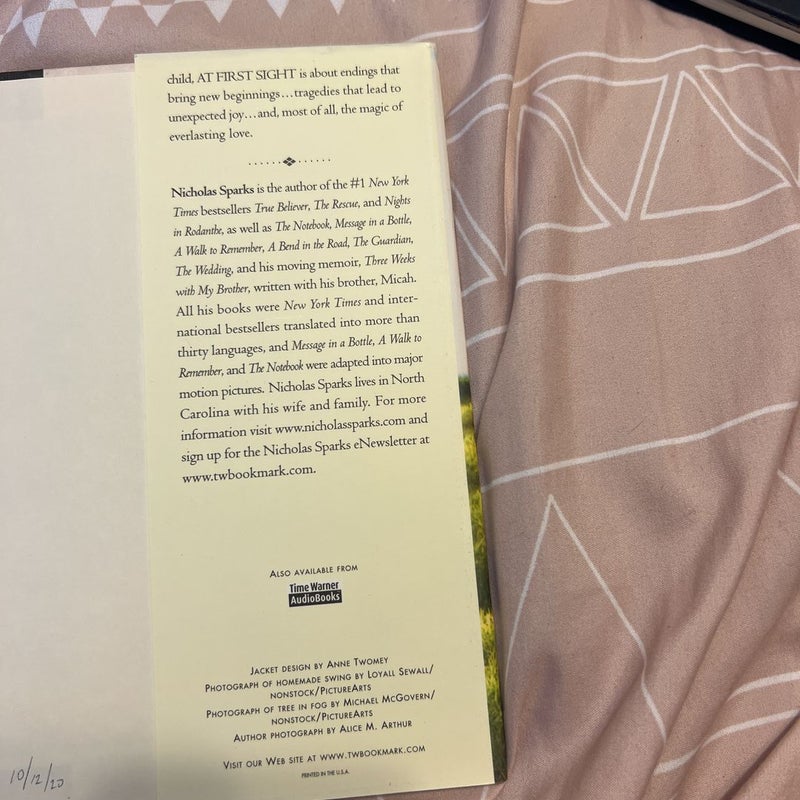 child, AT FIRST SIGHT is about endings that
bring new beginnings...tragedies that lead to
unexpected joy...and, most of all, the magic of
everlasting love.
Nicholas Sparks is the author of the #1 New York
Times bestsellers True Believer, The Rescue, and Nights
in Rodanthe, as well as The Notebook, Message in a Bottle,
A Walk to Remember, A Bend in the Road, The Guardian,
The Wedding, and his moving memoir, Three Weeks
with My Brother, written with his brother, Micah.
All his books were New York Times and inter-
national bestsellers translated into more than
thirty languages, and Message in a Bottle, A Walk to
Remember, and The Notebook were adapted into major
motion pictures. Nicholas Sparks lives in North
Carolina with his wife and family. For more
information visit www.nicholassparks.com and
sign up for the Nicholas Sparks eNewsletter at
www.twbookmark.com.
ALSO AVAILABLE FROM
Time Warner
AudioBooks
JACKET DESIGN BY ANNE TWOMEY
PHOTOGRAPH OF HOMEMADE SWING BY LOYALL SEWALL/
NONSTOCK/PICTUREARTS
PHOTOGRAPH OF TREE IN FOG BY MICHAEL MCGOVERN/
NONSTOCK/PICTUREARTS
AUTHOR PHOTOGRAPH BY ALICE M. ARTHUR
VISIT OUR WEB SITE AT WWW.TWBOOKMARK.COM
PRINTED IN THE U.S.A.
10/12/20